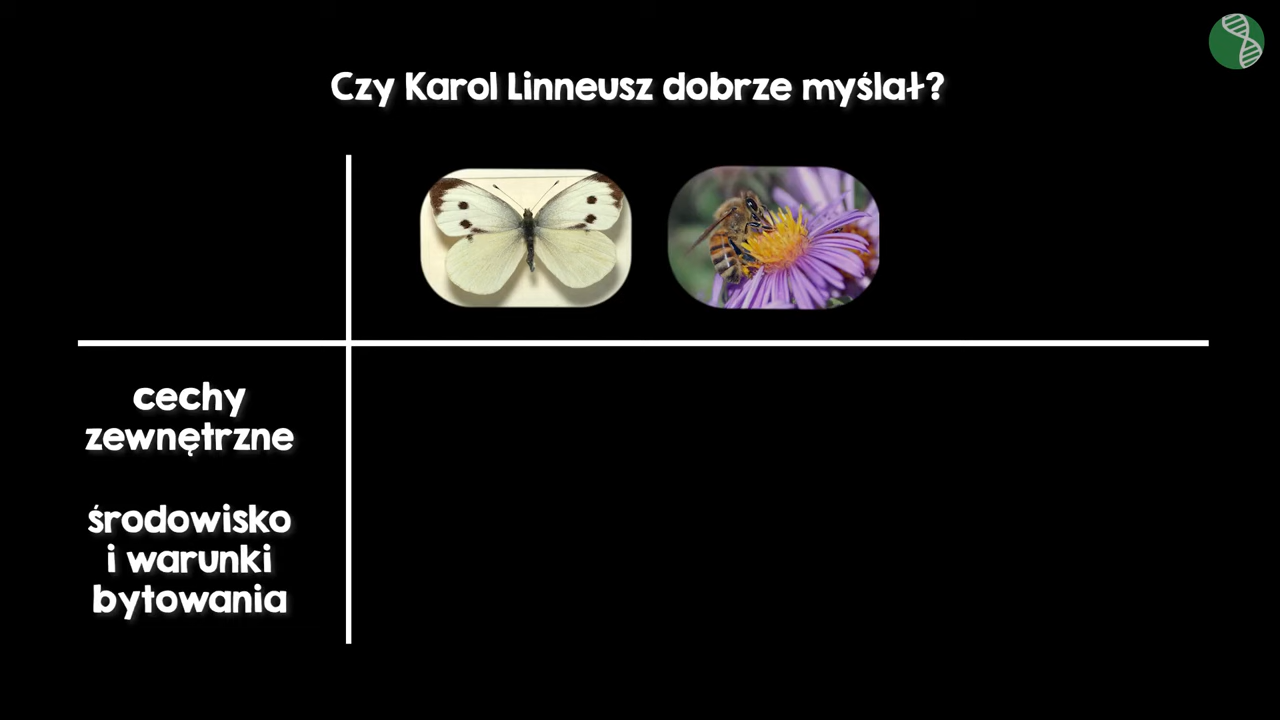 Czy Karol Linneusz dobrze myślał?
cechy
zewnętrzne
środowisko
i warunki
bytowania